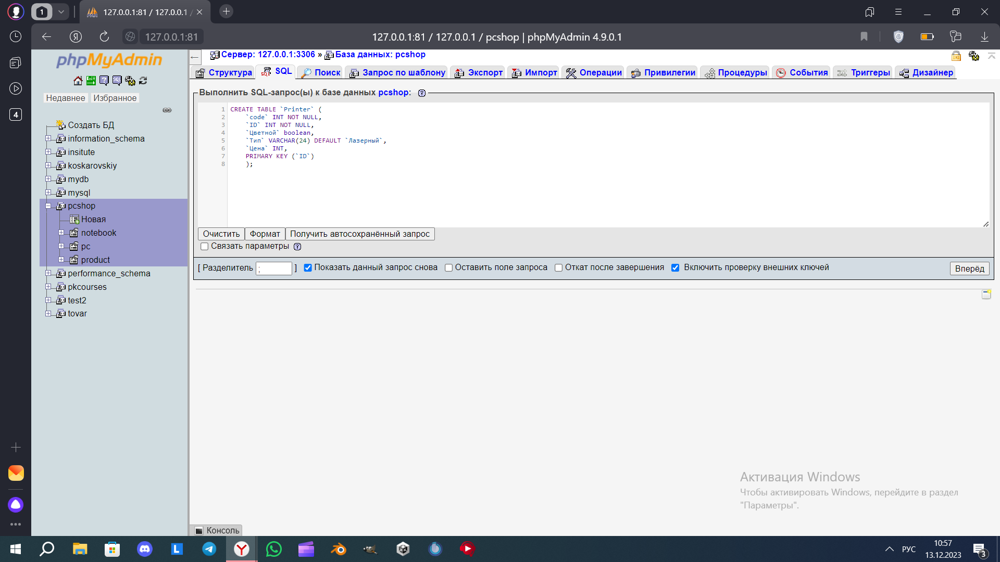 1
127.0.0.1:81 / 127.0.0.1 /
127.0.0.1:81
127.0.0.1:81 / 127.0.0.1 / pcshop | phpMyAdmin 4.9.0.1
4
phpMyAdmin
Недавнее Избранное
Создать БД
information_schema
insitute
koskarovskiy
mydb
mysql
pcshop
Новая
notebook
pc
product
performance_schema
pkcourses
test2
tovar
Сервер: 127.0.0.1:3306 » База данных: pcshop
Структура SQL Поиск Запрос по шаблону Экспорт Импорт Операции Привилегии Процедуры События Триггеры Дизайнер
Выполнить SQL-запрос(ы) к базе данных pcshop:
1 CREATE TABLE `Printer` (
2 `code` INT NOT NULL,
3 `ID` INT NOT NULL,
4 `Цветной` boolean,
5 `Тип` VARCHAR(24) DEFAULT `Лазерный`,
6 `Цена` INT,
7 PRIMARY KEY (`ID`)
8 );
Очистить Формат Получить автосохранённый запрос
Связать параметры
[ Разделитель ; ] Показать данный запрос снова Оставить поле запроса Откат после завершения Включить проверку внешних ключей Вперёд
Активация Windows
Чтобы активировать Windows, перейдите в раздел
"Параметры".
Консоль
L
РУС
10:57
13.12.2023
3